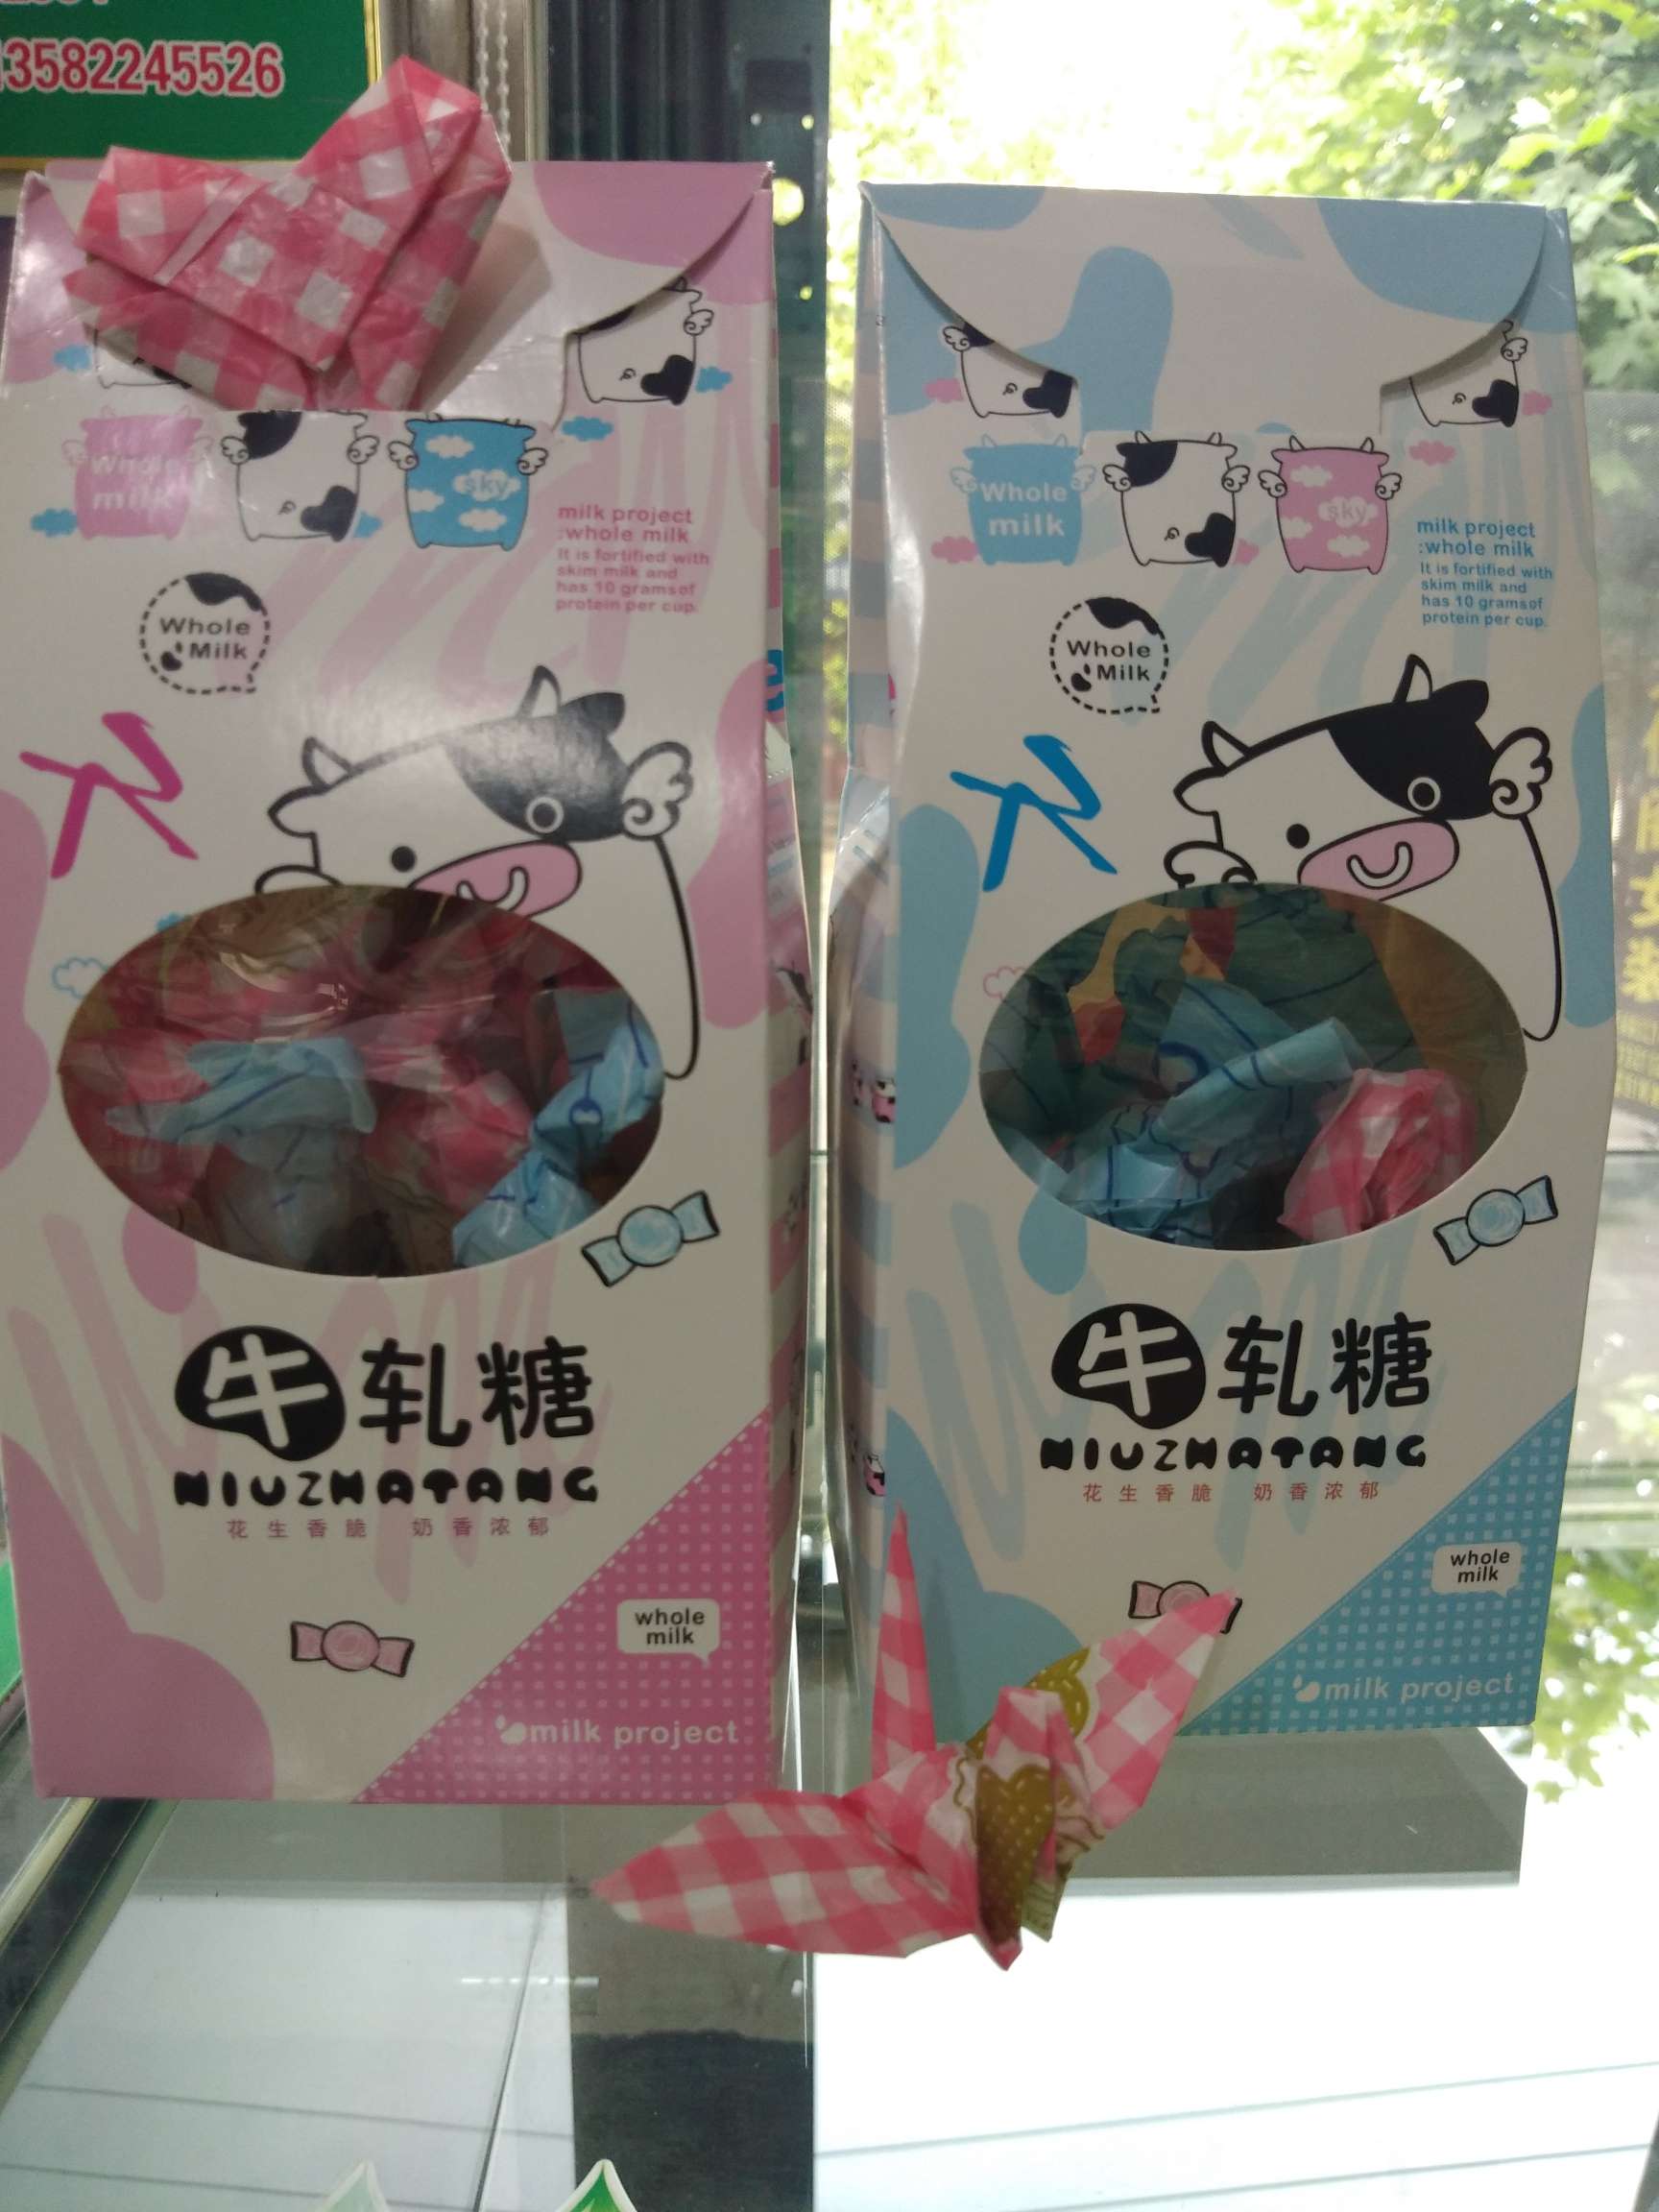 13582245526
Whole
milk
sky
milk project
:whole milk
It is fortified with
skim milk and
has 10 gramsof
protein per cup.
Whole
Milk
牛轧糖
NIUZHATANG
花生香脆 奶香浓郁
whole
milk
milk project
Whole
milk
sky
milk project
:whole milk
It is fortified with
skim milk and
has 10 gramsof
protein per cup.
Whole
Milk
牛轧糖
NIUZHATANG
花生香脆 奶香浓郁
whole
milk
milk project